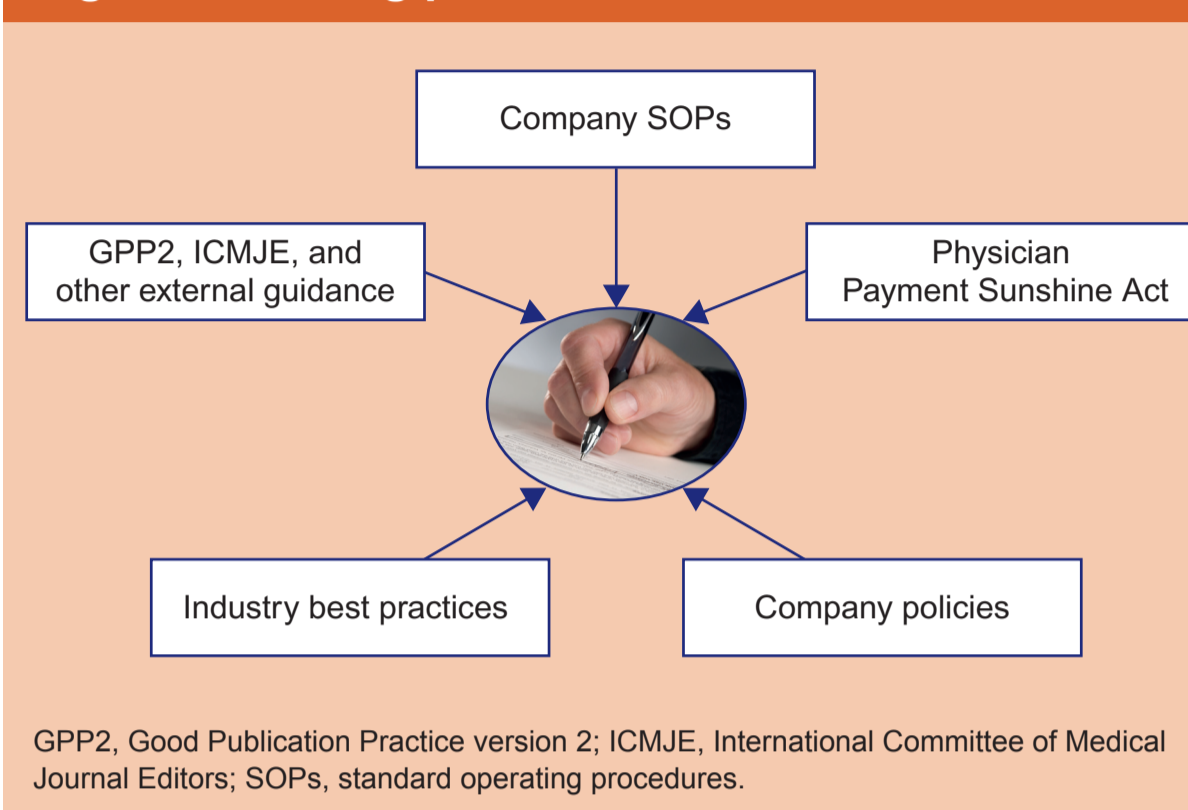 Company SOPs
GPP2, ICMJE, and
other external guidance
Physician
Payment Sunshine Act
Industry best practices
Company policies
GPP2, Good Publication Practice version 2; ICMJE, International Committee of Medical
Journal Editors; SOPs, standard operating procedures.